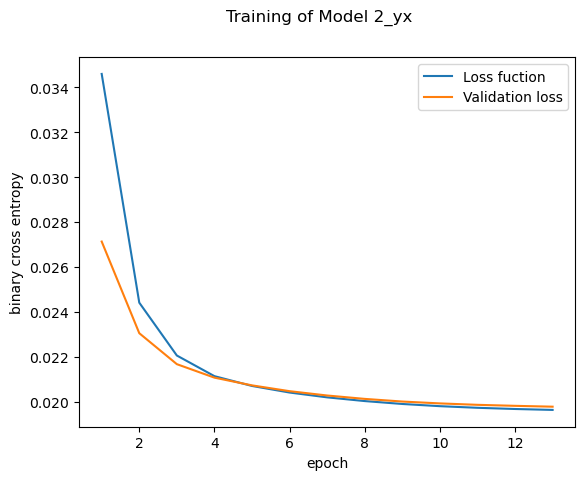 Training of Model 2_yx
Loss fuction
Validation loss
binary cross entropy
0.034
0.032
0.030
0.028
0.026
0.024
0.022
0.020
2
4
6
8
10
12
epoch